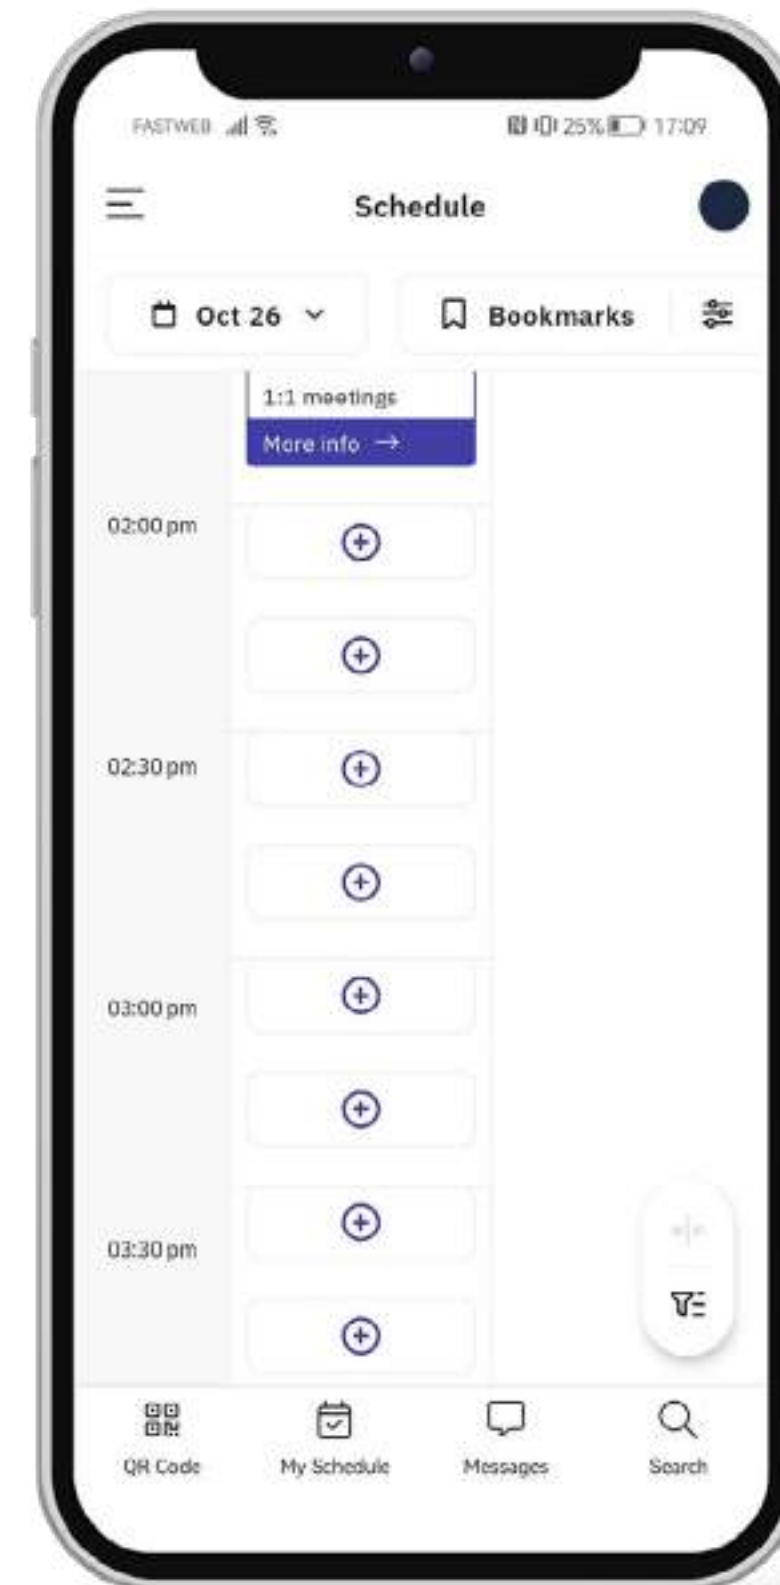 FASTWEB 25% 17:09
Schedule
Oct 26 Bookmarks
1:1 meetings
More info →
02:00 pm
02:30 pm
03:00 pm
03:30 pm
QR Code My Schedule Messages Search